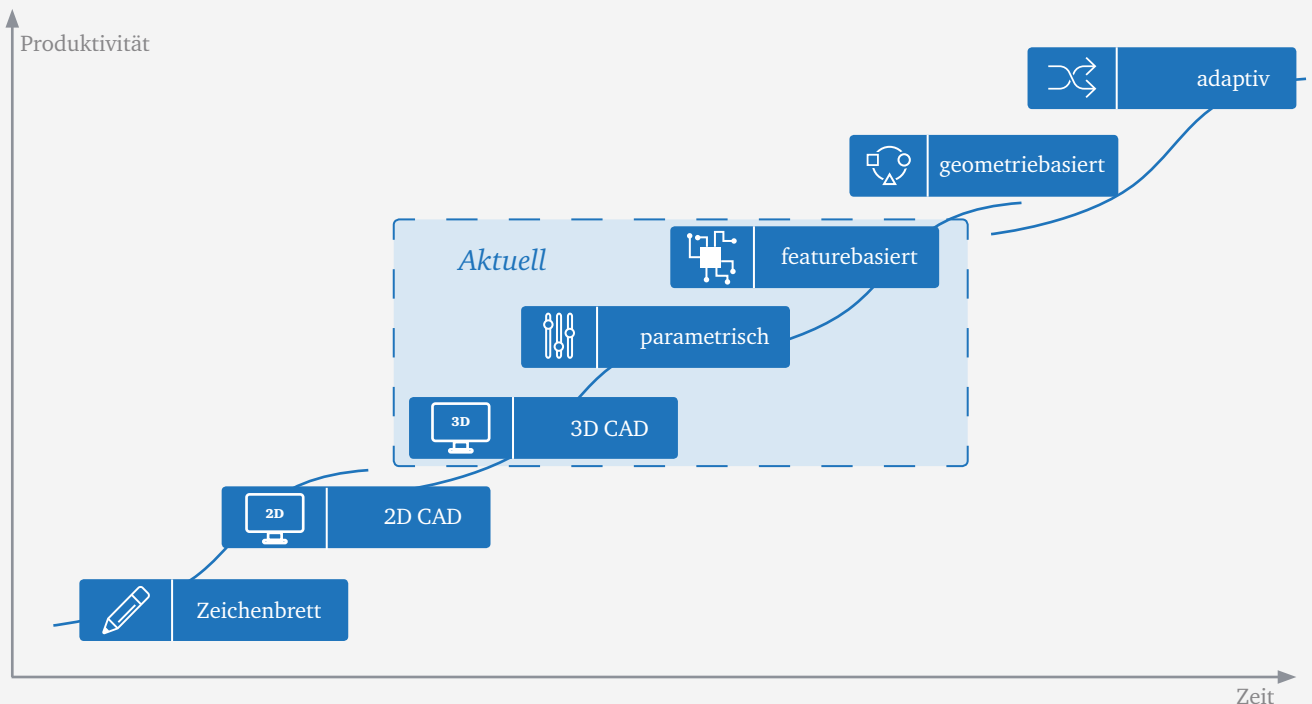 Produktivität
adaptiv
geometriebasiert
Aktuell
featurebasiert
parametrisch
3D
3D CAD
2D
2D CAD
Zeichenbrett
Zeit